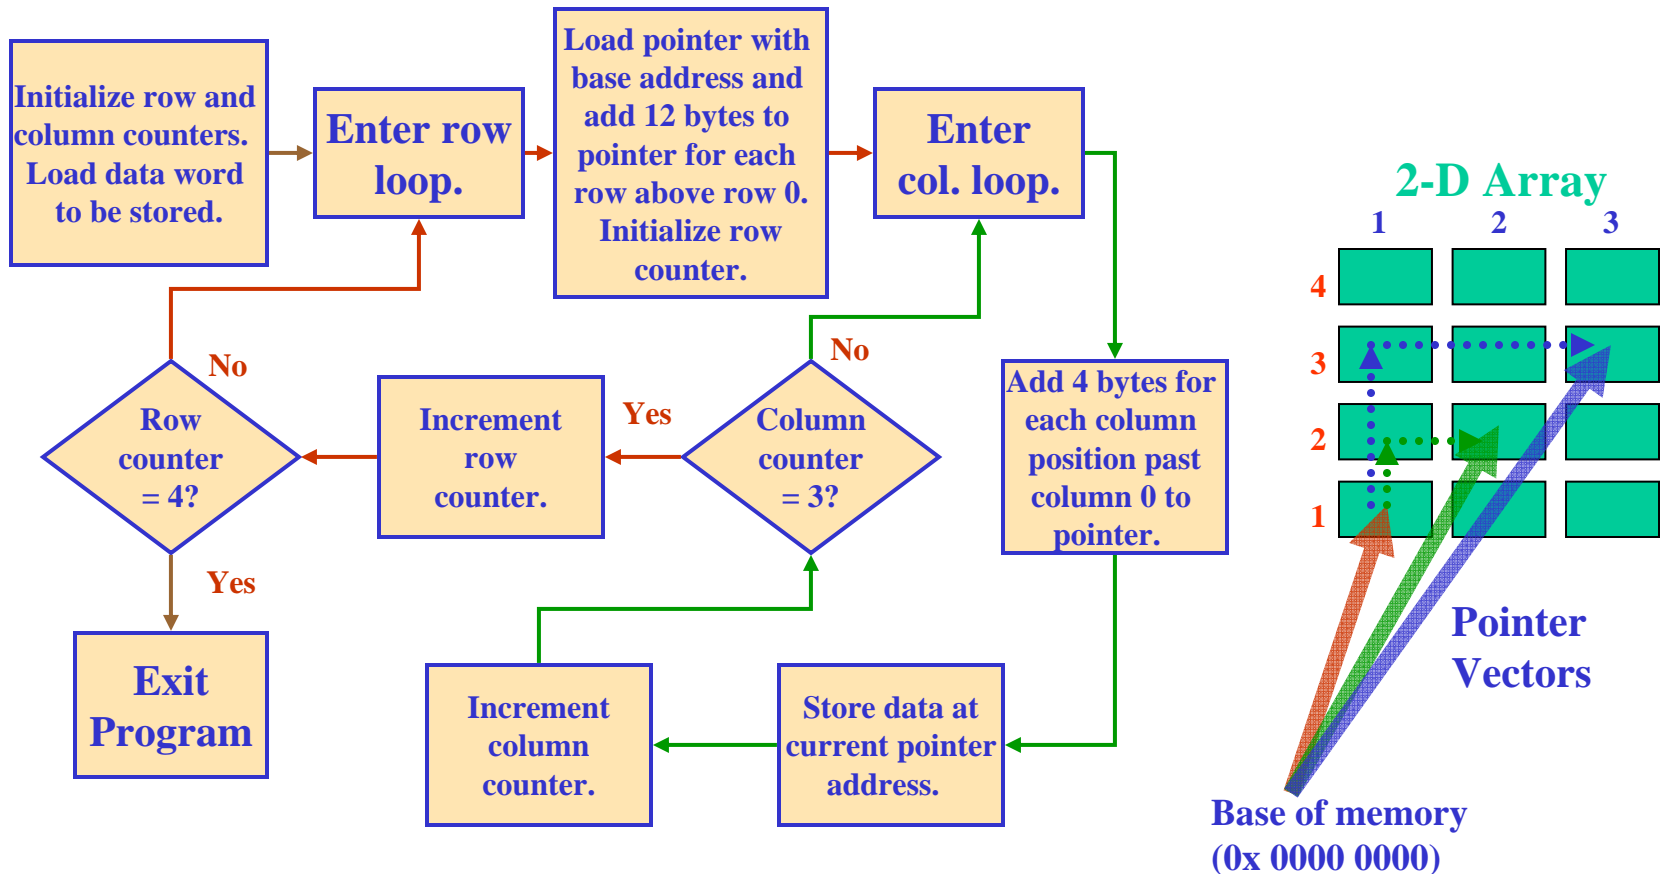 Initialize row and
column counters.
Load data word
to be stored.
Enter row
loop.
Load pointer with
base address and
add 12 bytes to
pointer for each
row above row 0.
Initialize row
counter.
Enter
col. loop.
Add 4 bytes for
each column
position past
column 0 to
pointer.
Store data at
current pointer
address.
Increment
column
counter.
Column
counter
= 3?
No
Yes
Increment
row
counter.
Row
counter
= 4?
No
Yes
Exit
Program
2-D Array
1 2 3
4
3
2
1
Pointer
Vectors
Base of memory
(0x 0000 0000)